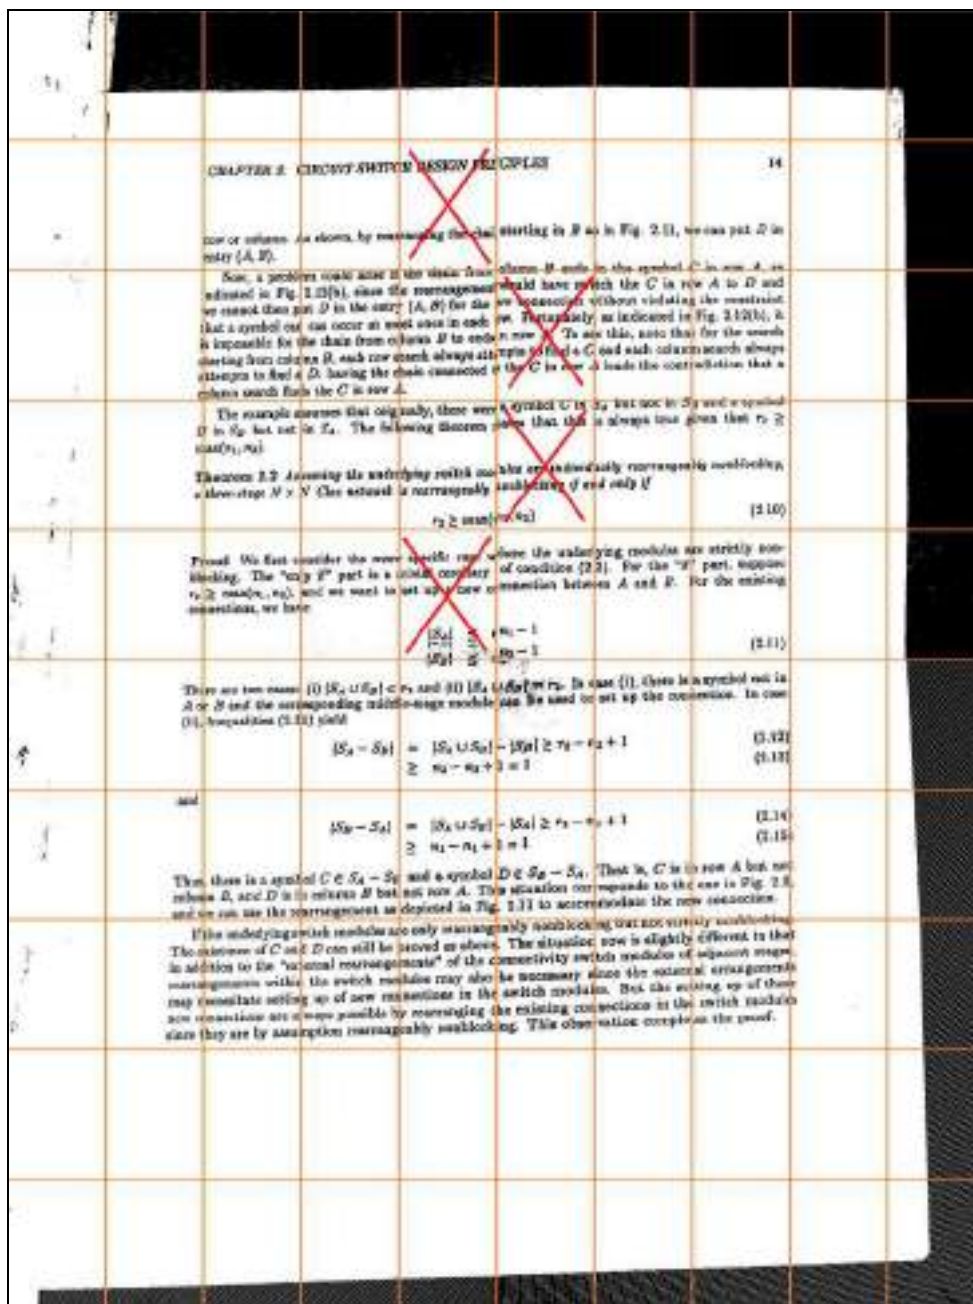 CHAPTER 2. CIRCUIT SWITCH DESIGN PRINCIPLES 14
row or column. As shown, by rearranging the chain starting in B as in Fig. 2.11, we can put D in
entry (A, B).
Now, a problem could arise if the chain from column B ends in the symbol C in row A, as
indicated in Fig. 2.12(b), since the rearrangement would have switch the C in row A to D and
we cannot then put D in the entry (A, B) for the new connection without violating the constraint
that a symbol can occur at most once in each row. Fortunately, as indicated in Fig. 2.12(b), it
is impossible for the chain from column B to end in row A. To see this, note that for the search
starting from column B, each row search always attempts to find a C and each column search always
attempts to find a D. having the chain connected the C in row A leads the contradiction that a
column search finds the C in row A.
The example assumes that originally, there were a symbol C in S_A but not in S_B and a symbol
D in S_B but not in S_A. The following theorem that this is always true given that r_2 ≥
max(n_1, n_2).
Theorem 2.2 Assuming the underlying switch modules are individually rearrangeably nonblocking,
a three-stage N × N Clos network is rearrangeably nonblocking if and only if
r_2 ≥ max(n_1, n_2) (2.10)
Proof: We first consider the more specific case where the underlying modules are strictly non-
blocking. The "only if" part is a of condition (2.3). For the "if" part, suppose
r_2 ≥ max(n_1, n_2), and we want to set up a new connection between A and B. For the existing
connections, we have
|S_A| ≤ n_1 − 1
|S_B| ≤ n_2 − 1 (2.11)
There are two cases: (i) |S_A ∪ S_B| < r_2 and (ii) |S_A ∪ S_B| = r_2. In case (i), there is a symbol not in
A or B and the corresponding middle-stage module can be used to set up the connection. In case
(ii), Inequalities (2.11) yield
|S_A − S_B| = |S_A ∪ S_B| − |S_B| ≥ r_2 − n_2 + 1 (2.12)
≥ n_2 − n_2 + 1 = 1 (2.13)
and
|S_B − S_A| = |S_A ∪ S_B| − |S_A| ≥ r_2 − n_1 + 1 (2.14)
≥ n_1 − n_1 + 1 = 1 (2.15)
Thus, there is a symbol C ∈ S_A − S_B and a symbol D ∈ S_B − S_A. That is, C is in row A but not
column B, and D is in column B but not row A. This situation corresponds to the one in Fig. 2.9,
and we can use the rearrangement as depicted in Fig. 2.11 to accommodate the new connection.
If the underlying switch modules are only rearrangeably nonblocking but not strictly nonblocking.
The existence of C and D can still be proved as above. The situation now is slightly different in that
in addition to the "external rearrangements" of the connectivity switch modules of adjacent stages,
rearrangements within the switch modules may also be necessary since the external arrangements
may necessitate setting up of new connections in the switch modules. But the setting up of these
new connections are always possible by rearranging the existing connections in the switch modules
since they are by assumption rearrangeably nonblocking. This observation completes the proof.